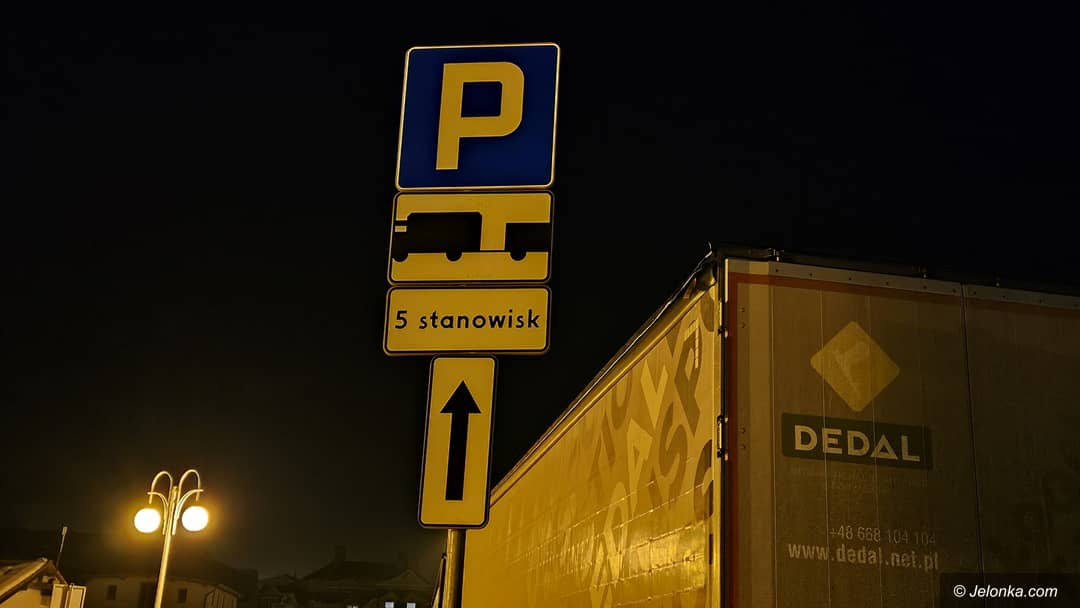 P
5 stanowisk
DEDAL
+48 668 104 104
www.dedal.net.pl
© Jelonka.com